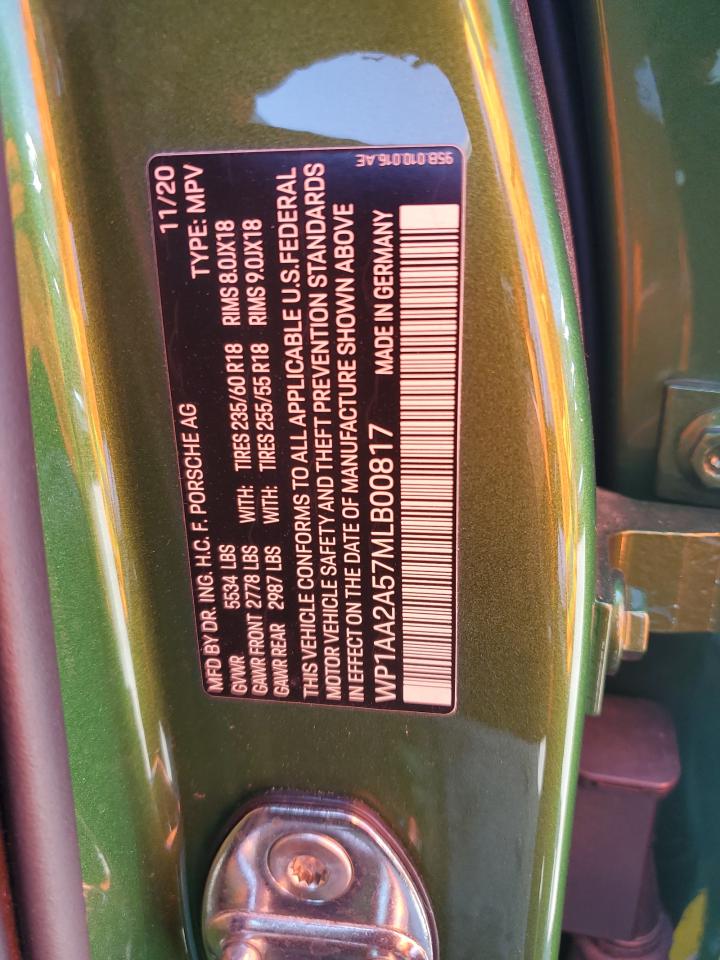 MFD BY DR. ING. H.C. F. PORSCHE AG 11/20
GVWR 5534 LBS TYPE: MPV
GAWR FRONT 2778 LBS WITH: TIRES 235/60 R18 RIMS 8.0JX18
GAWR REAR 2987 LBS WITH: TIRES 255/55 R18 RIMS 9.0JX18
THIS VEHICLE CONFORMS TO ALL APPLICABLE U.S.FEDERAL
MOTOR VEHICLE SAFETY AND THEFT PREVENTION STANDARDS
IN EFFECT ON THE DATE OF MANUFACTURE SHOWN ABOVE
WP1AA2A57MLB00817 MADE IN GERMANY
95B.010.016.AE